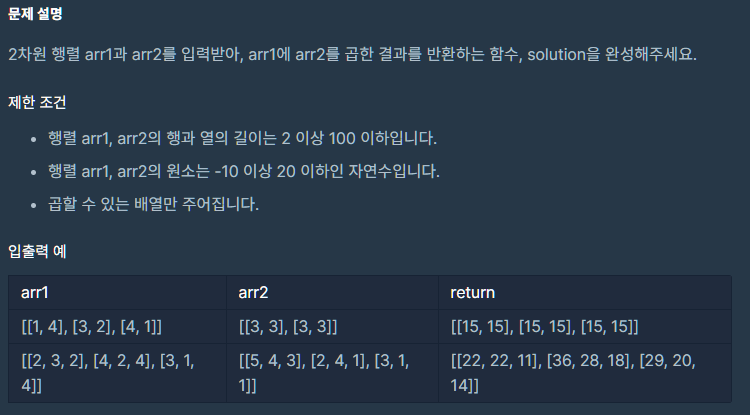 문제 설명
2차원 행렬 arr1과 arr2를 입력받아, arr1에 arr2를 곱한 결과를 반환하는 함수, solution을 완성해주세요.
제한 조건
• 행렬 arr1, arr2의 행과 열의 길이는 2 이상 100 이하입니다.
• 행렬 arr1, arr2의 원소는 -10 이상 20 이하인 자연수입니다.
• 곱할 수 있는 배열만 주어집니다.
입출력 예
arr1 arr2 return
[[1, 4], [3, 2], [4, 1]] [[3, 3], [3, 3]] [[15, 15], [15, 15], [15, 15]]
[[2, 3, 2], [4, 2, 4], [3, 1, [[5, 4, 3], [2, 4, 1], [3, 1, [[22, 22, 11], [36, 28, 18], [29, 20,
4]] 1]] 14]]